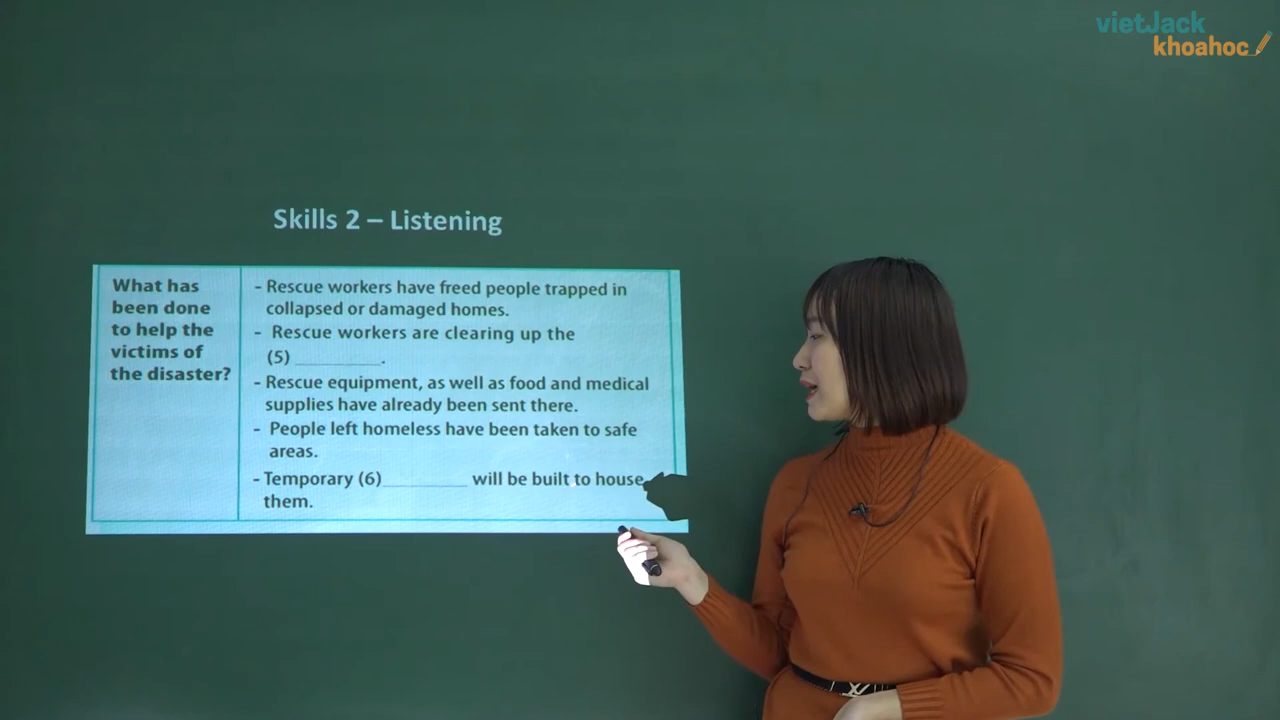 vietJack
khoahoc
Skills 2 – Listening
What has
been done
to help the
victims of
the disaster?
- Rescue workers have freed people trapped in
collapsed or damaged homes.
- Rescue workers are clearing up the
(5) __________.
- Rescue equipment, as well as food and medical
supplies have already been sent there.
- People left homeless have been taken to safe
areas.
- Temporary (6)__________ will be built to house
them.